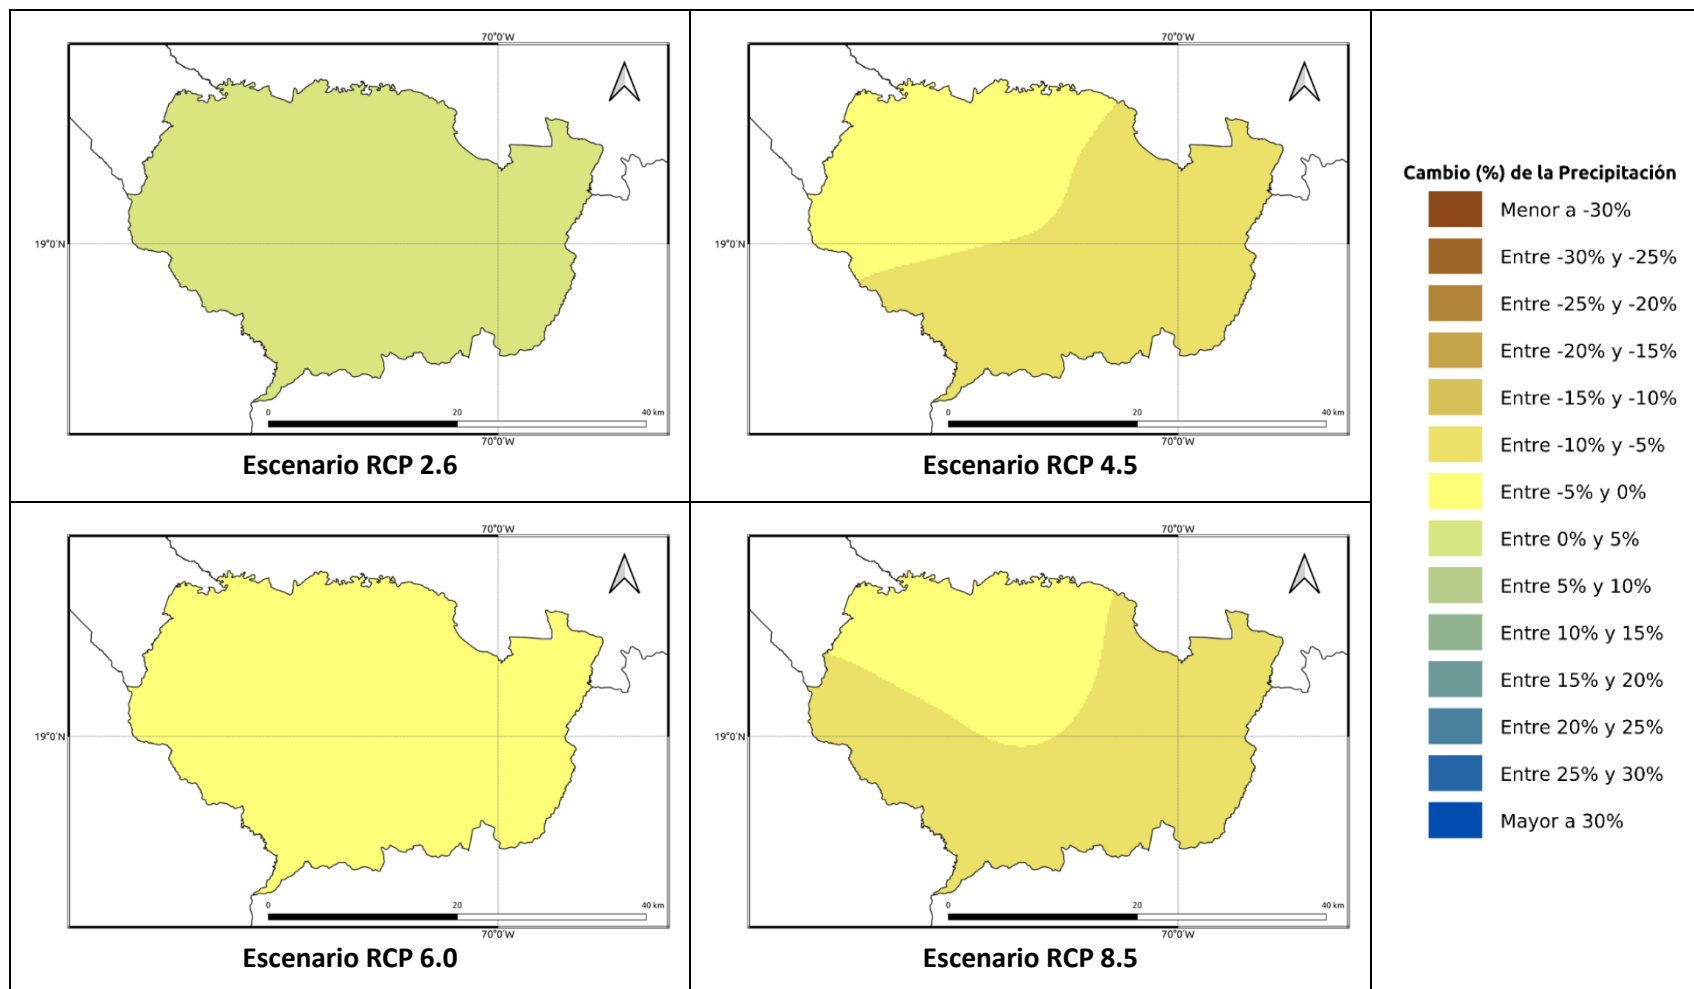 70°0'W
19°0'N
0 20 40 km
70°0'W
Escenario RCP 2.6
70°0'W
19°0'N
0 20 40 km
70°0'W
Escenario RCP 4.5
70°0'W
19°0'N
0 20 40 km
70°0'W
Escenario RCP 6.0
70°0'W
19°0'N
0 20 40 km
70°0'W
Escenario RCP 8.5
Cambio (%) de la Precipitación
Menor a -30%
Entre -30% y -25%
Entre -25% y -20%
Entre -20% y -15%
Entre -15% y -10%
Entre -10% y -5%
Entre -5% y 0%
Entre 0% y 5%
Entre 5% y 10%
Entre 10% y 15%
Entre 15% y 20%
Entre 20% y 25%
Entre 25% y 30%
Mayor a 30%